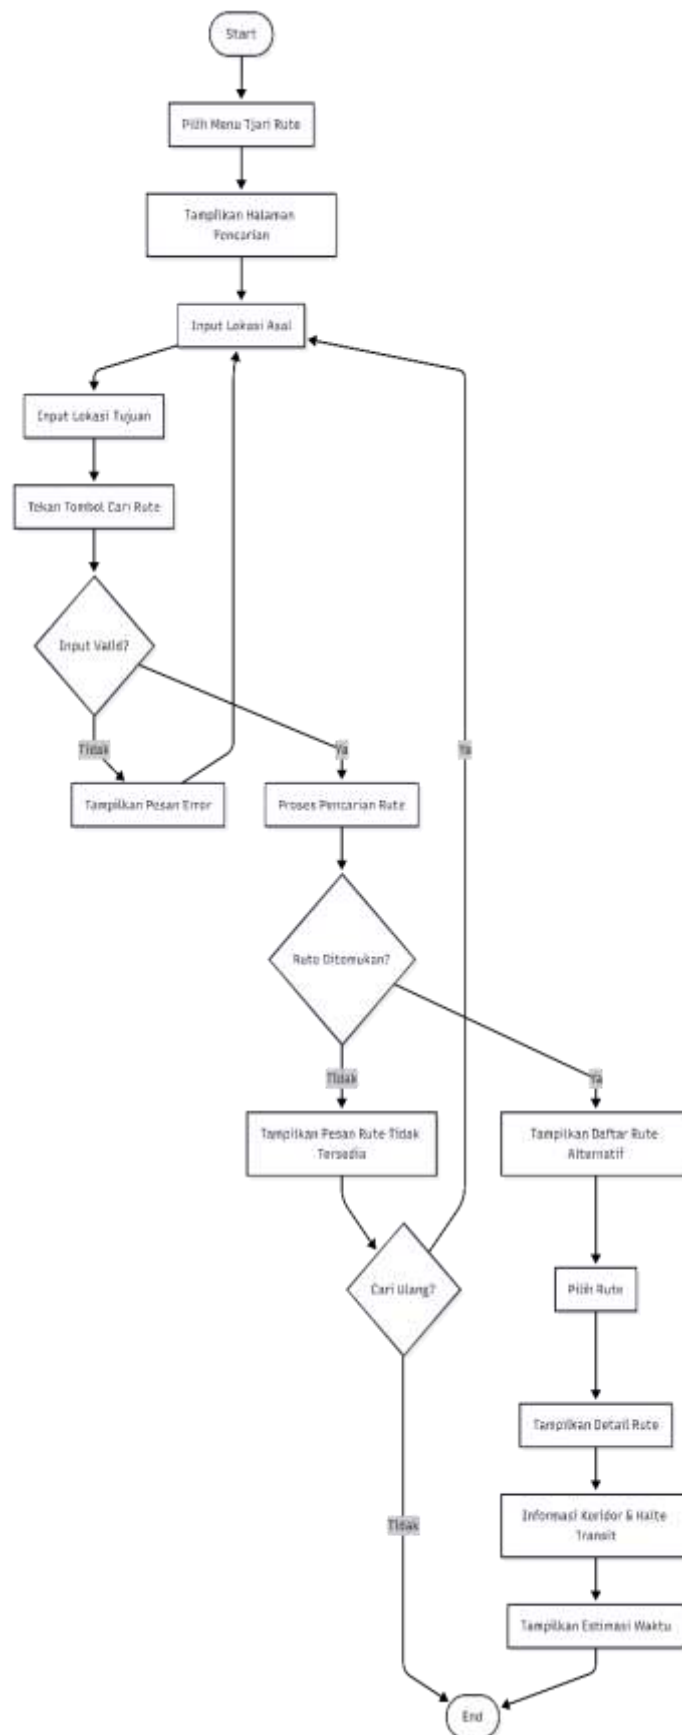 Start
Pilih Menu Tjari Rute
Tampilkan Halaman
Pencarian
Input Lokasi Asal
Input Lokasi Tujuan
Tekan Tombol Cari Rute
Input Valid?
Tidak
Ya
Ya
Tampilkan Pesan Error
Proses Pencarian Rute
Rute Ditemukan?
Tidak
Ya
Tampilkan Pesan Rute Tidak
Tersedia
Tampilkan Daftar Rute
Alternatif
Cari Ulang?
Pilih Rute
Tampilkan Detail Rute
Informasi Koridor & Halte
Transit
Tidak
Tampilkan Estimasi Waktu
End